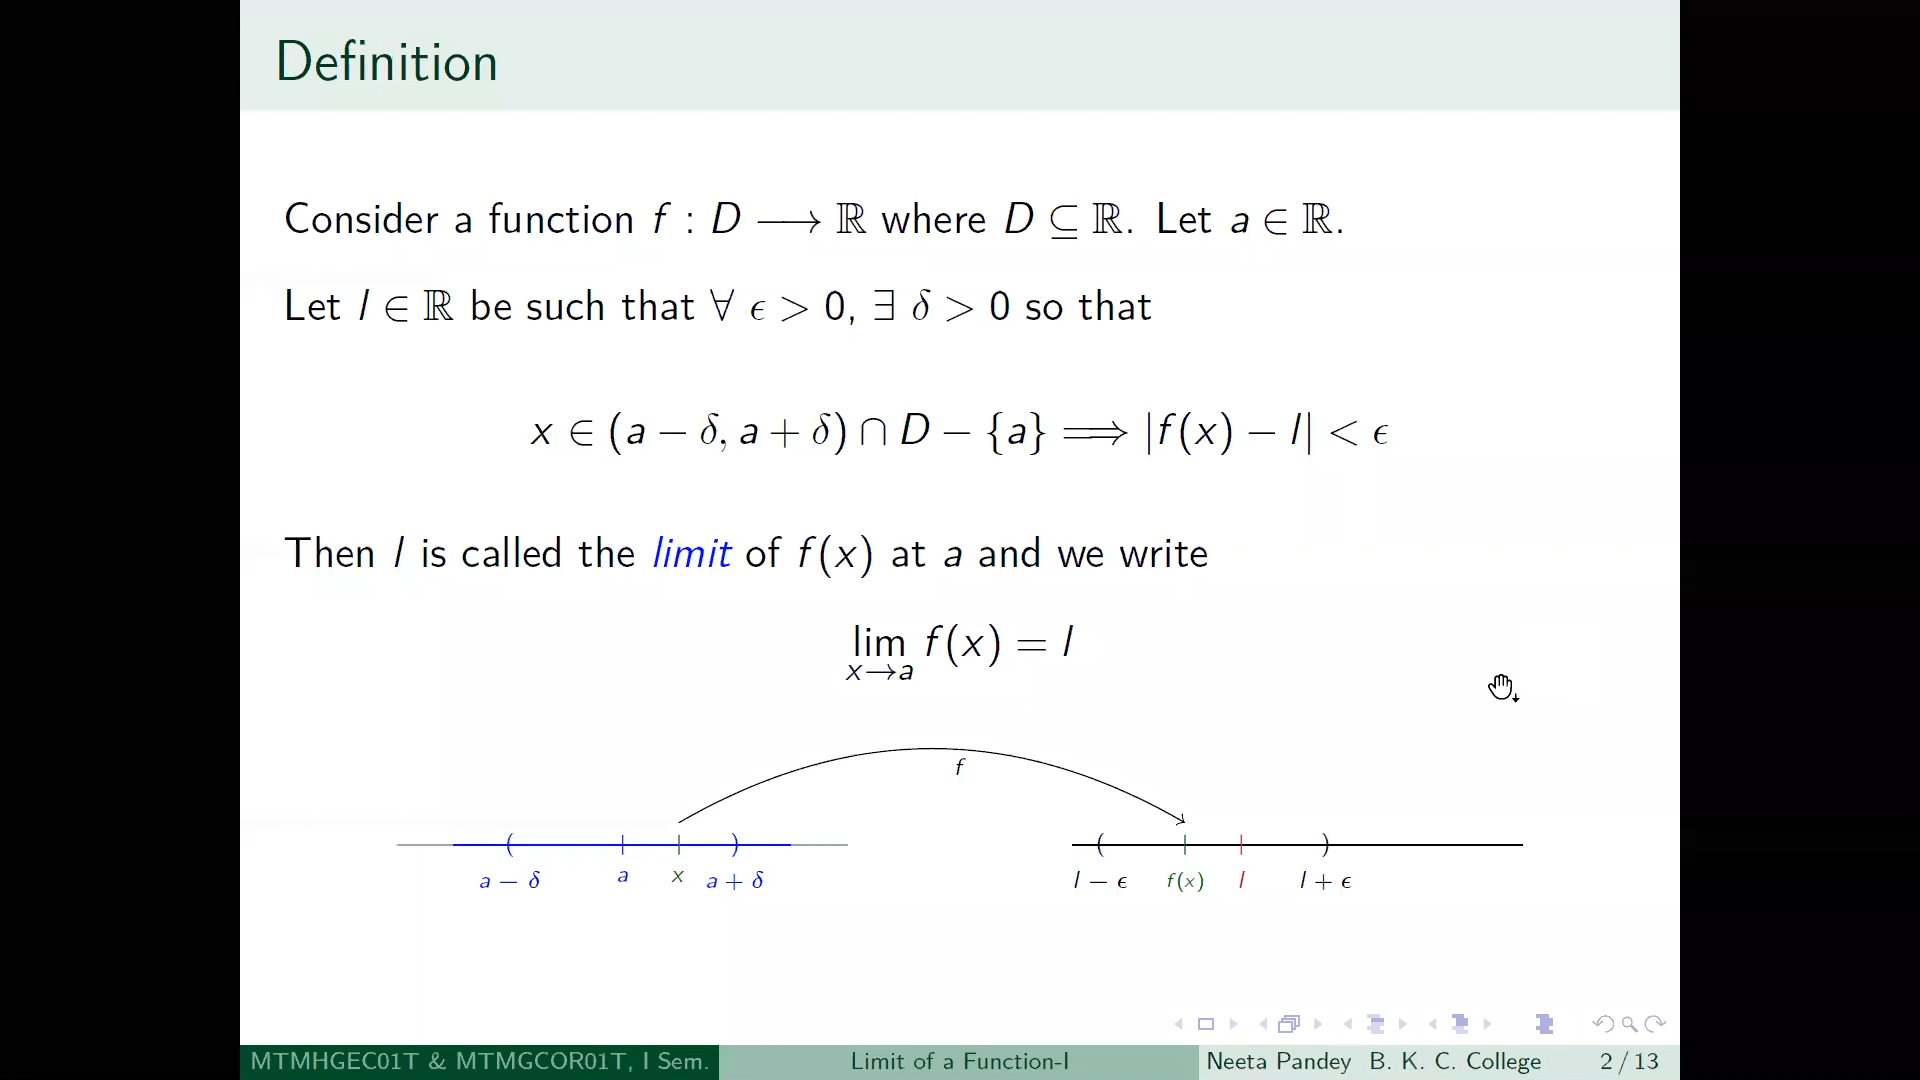 Definition
Consider a function f : D ⟶ ℝ where D ⊆ ℝ. Let a ∈ ℝ.
Let l ∈ ℝ be such that ∀ ϵ > 0, ∃ δ > 0 so that
x ∈ (a − δ, a + δ) ∩ D − {a} ⟹ |f(x) − l| < ϵ
Then l is called the limit of f(x) at a and we write
lim f(x) = l
x→a
f
( ) ( )
a − δ a x a + δ l − ϵ f(x) l l + ϵ
MTMHGEC01T & MTMGCOR01T, I Sem. Limit of a Function-I Neeta Pandey B. K. C. College 2 / 13